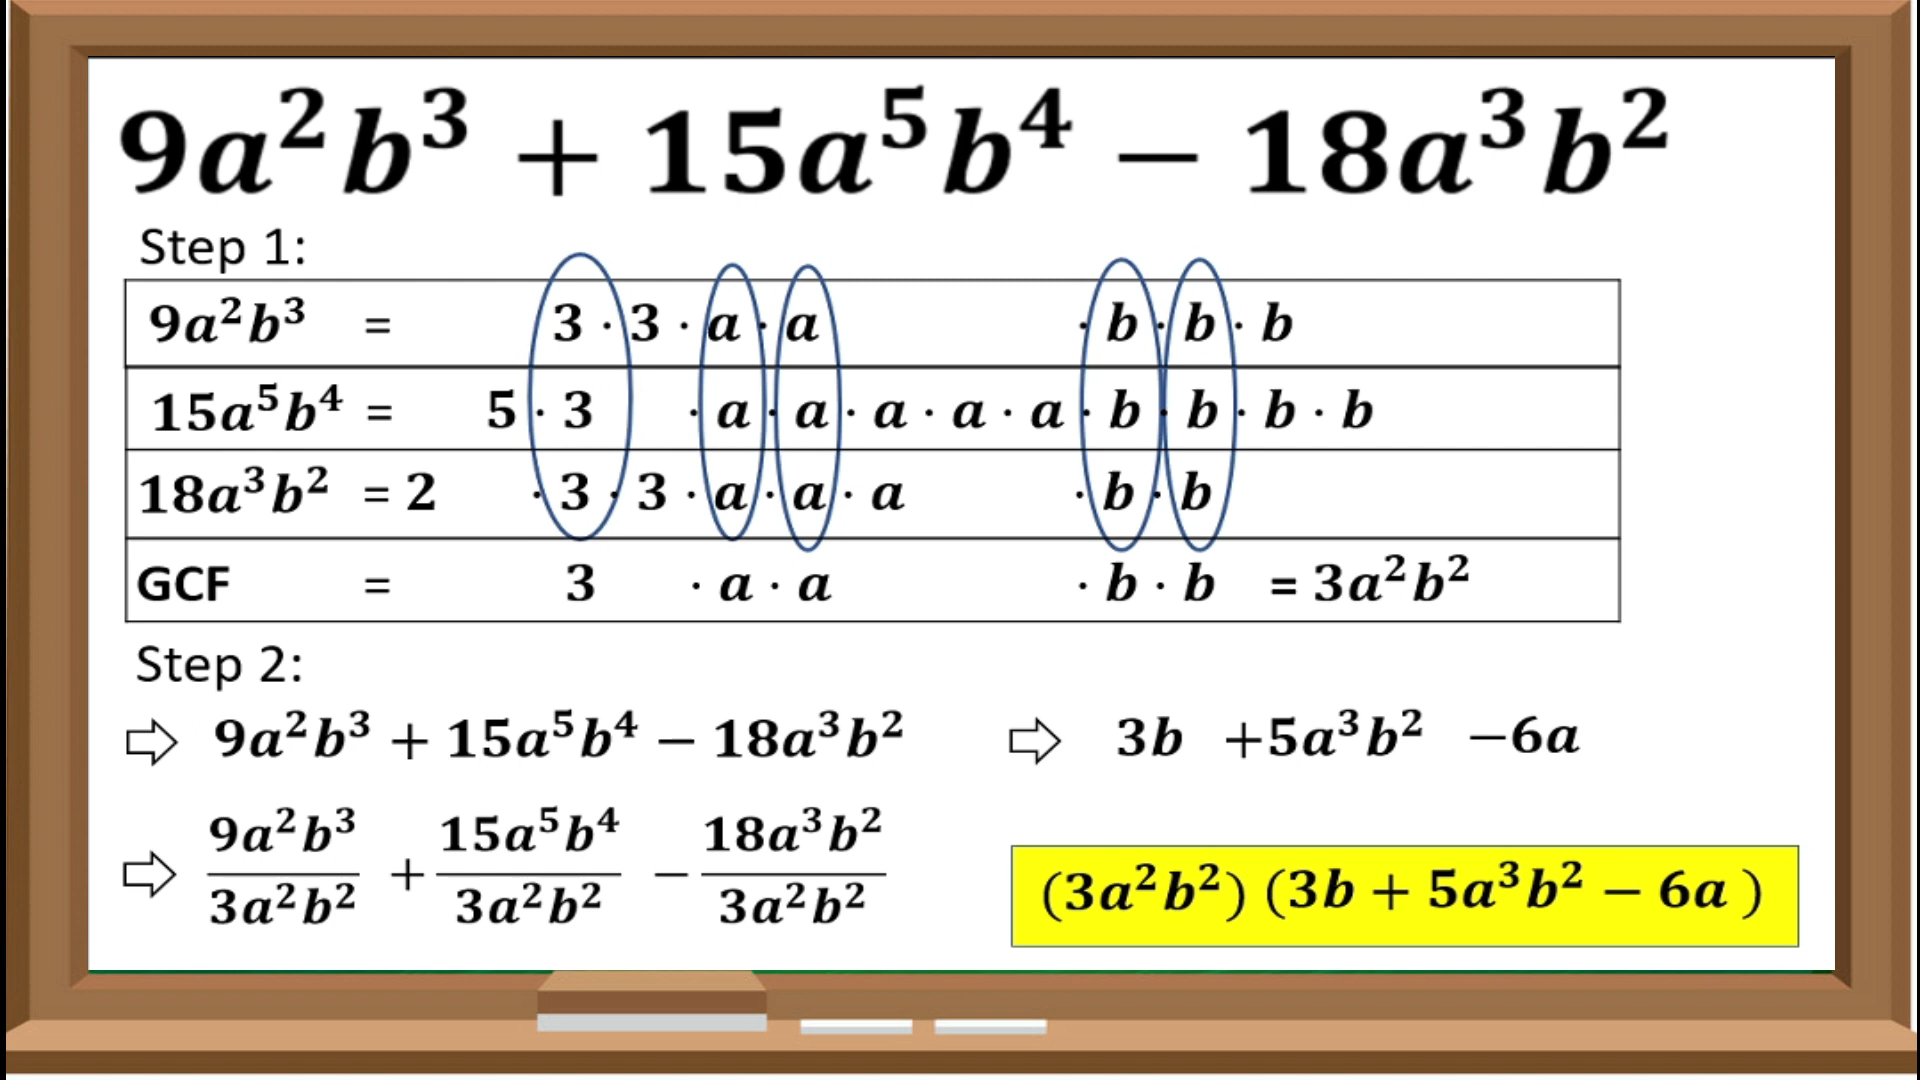 9a²b³ + 15a⁵b⁴ − 18a³b²
Step 1:
9a²b³ = 3 · 3 · a · a · b · b · b
15a⁵b⁴ = 5 · 3 · a · a · a · a · a · b · b · b · b
18a³b² = 2 · 3 · 3 · a · a · a · b · b
GCF = 3 · a · a · b · b = 3a²b²
Step 2:
⇨ 9a²b³ + 15a⁵b⁴ − 18a³b²
⇨ 9a²b³/3a²b² + 15a⁵b⁴/3a²b² − 18a³b²/3a²b²
⇨ 3b +5a³b² −6a
(3a²b²) (3b + 5a³b² − 6a )